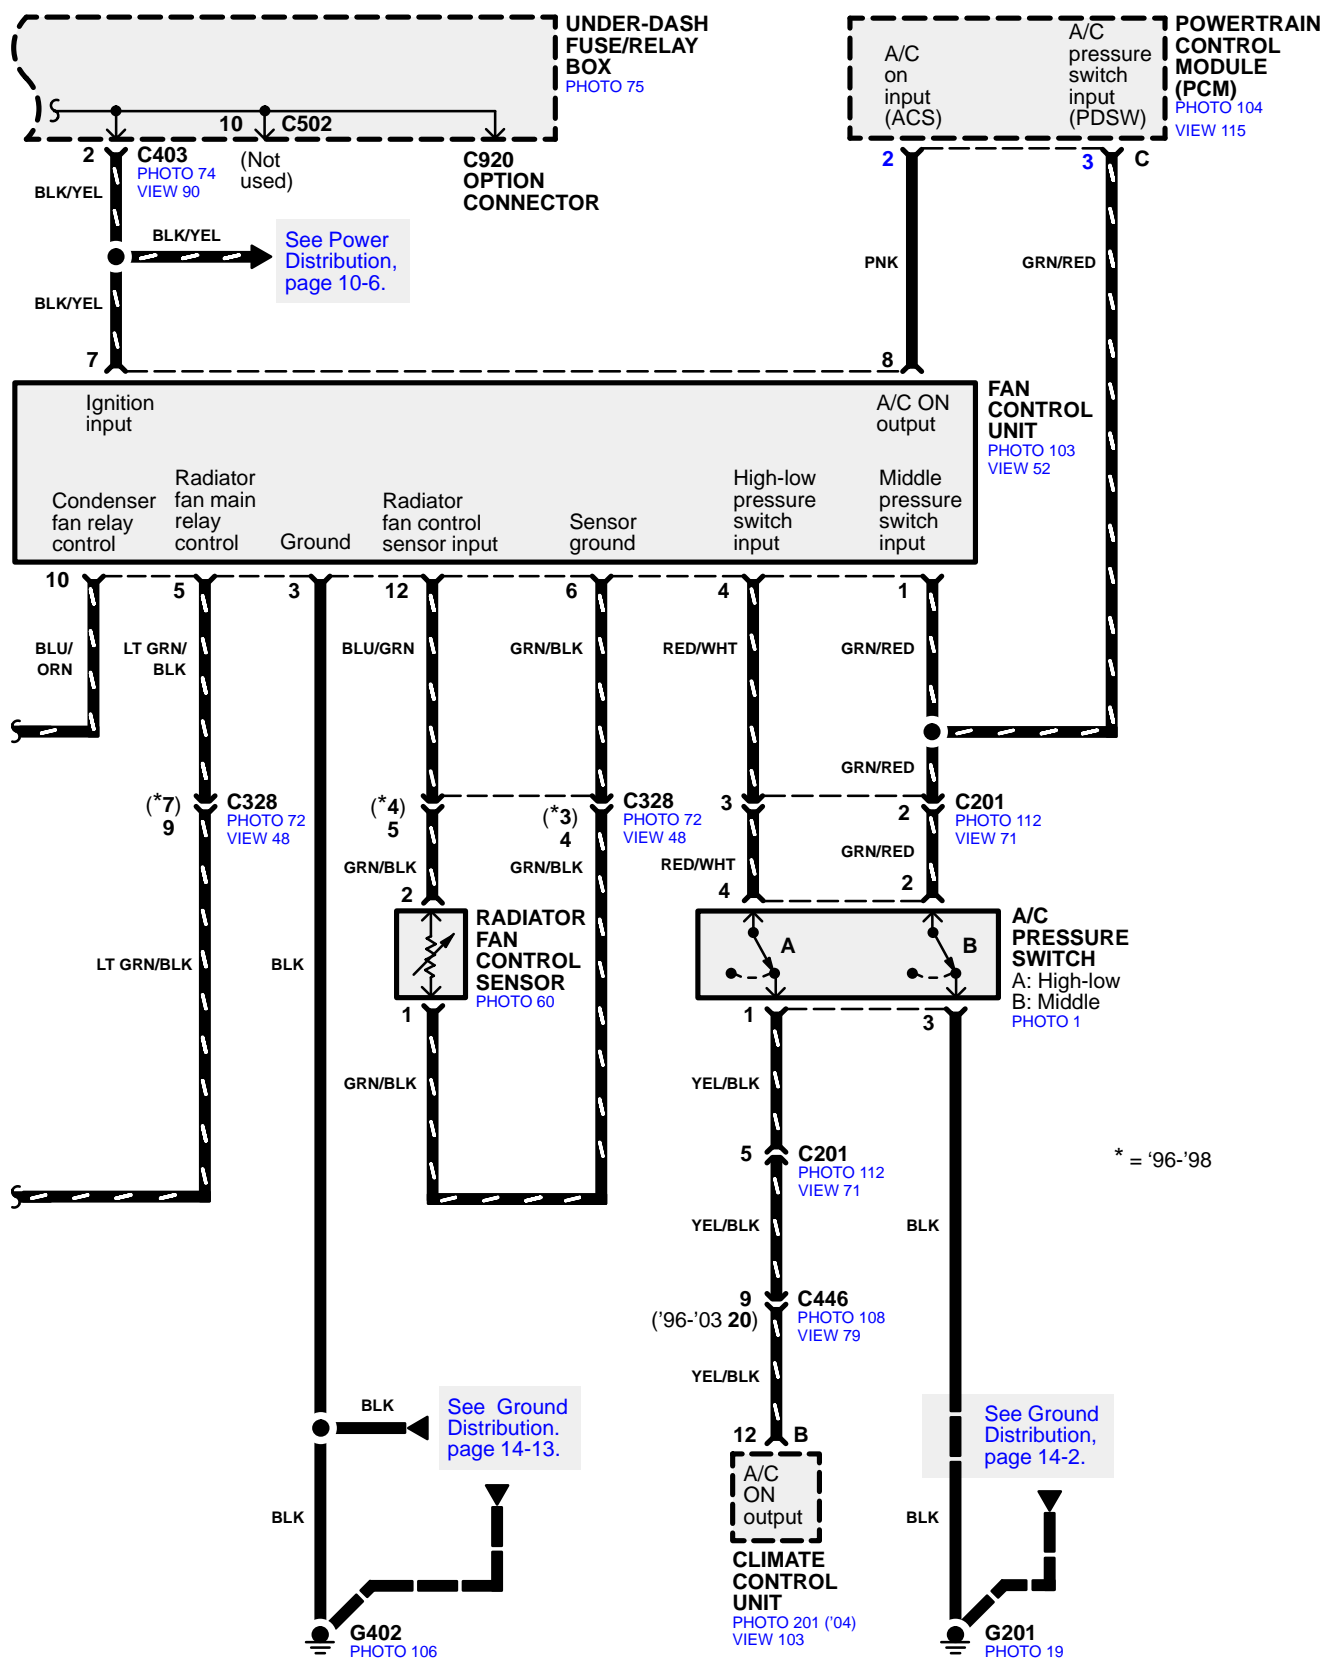 UNDER-DASH
FUSE/RELAY
BOX
PHOTO 75
POWERTRAIN
CONTROL
MODULE
(PCM)
PHOTO 104
VIEW 115
A/C
on
input
(ACS)
A/C
pressure
switch
input
(PDSW)
10
C502
2
C403
PHOTO 74
VIEW 90
(Not
used)
C920
OPTION
CONNECTOR
2
3
C
BLK/YEL
BLK/YEL
See Power
Distribution,
page 10-6.
PNK
GRN/RED
BLK/YEL
7
8
Ignition
input
A/C ON
output
FAN
CONTROL
UNIT
PHOTO 103
VIEW 52
Condenser
fan relay
control
Radiator
fan main
relay
control
Ground
Radiator
fan control
sensor input
Sensor
ground
High-low
pressure
switch
input
Middle
pressure
switch
input
10
5
3
12
6
4
1
BLU/
ORN
LT GRN/
BLK
BLU/GRN
GRN/BLK
RED/WHT
GRN/RED
GRN/RED
(*7)
9
C328
PHOTO 72
VIEW 48
(*4)
5
(*3)
4
C328
PHOTO 72
VIEW 48
3
2
C201
PHOTO 112
VIEW 71
GRN/BLK
GRN/BLK
RED/WHT
GRN/RED
2
4
2
RADIATOR
FAN
CONTROL
SENSOR
PHOTO 60
A
B
A/C
PRESSURE
SWITCH
A: High-low
B: Middle
PHOTO 1
LT GRN/BLK
BLK
1
1
3
GRN/BLK
YEL/BLK
5
C201
PHOTO 112
VIEW 71
* = ‘96-’98
YEL/BLK
BLK
9
(’96-’03 20)
C446
PHOTO 108
VIEW 79
YEL/BLK
BLK
See Ground
Distribution.
page 14-13.
See Ground
Distribution,
page 14-2.
12
B
A/C
ON
output
BLK
BLK
CLIMATE
CONTROL
UNIT
PHOTO 201 (’04)
VIEW 103
G402
PHOTO 106
G201
PHOTO 19